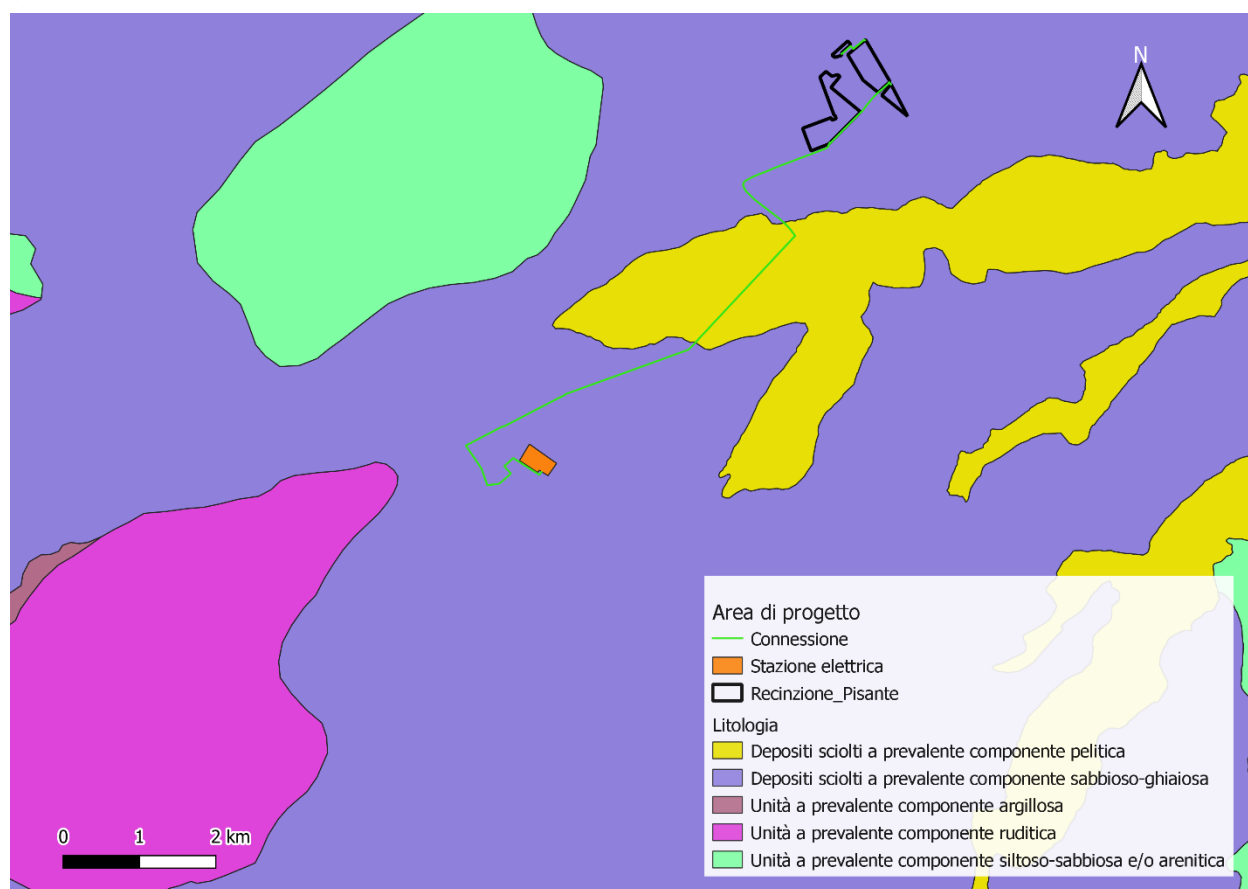 N
Area di progetto
Connessione
Stazione elettrica
Recinzione_Pisante
Litologia
Depositi sciolti a prevalente componente pelitica
Depositi sciolti a prevalente componente sabbioso-ghiaiosa
Unità a prevalente componente argillosa
Unità a prevalente componente ruditica
Unità a prevalente componente siltoso-sabbiosa e/o arenitica
0 1 2 km